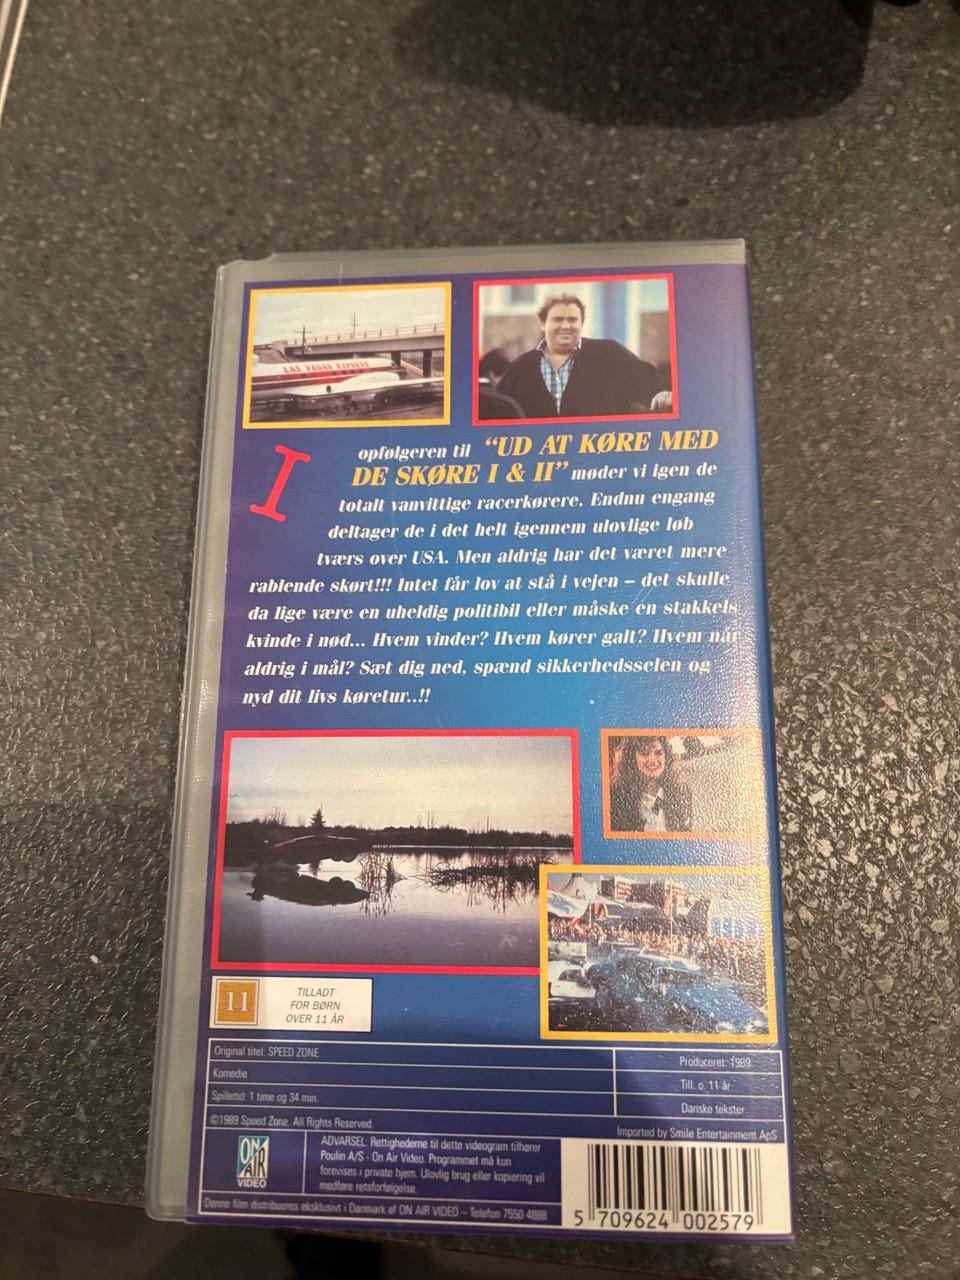 LAS VEGAS EXPRESS
I opfølgeren til "UD AT KØRE MED
DE SKØRE I & II" møder vi igen de
totalt vanvittige racerkørere. Endnu engang
deltager de i det helt igennem ulovlige løb
tværs over USA. Men aldrig har det været mere
rablende skørt!!! Intet får lov at stå i vejen – det skulle
da lige være en uheldig politibil eller måske en stakkels
kvinde i nød... Hvem vinder? Hvem kører galt? Hvem når
aldrig i mål? Sæt dig ned, spænd sikkerhedsselen og
nyd dit livs køretur..!!
11
TILLADT
FOR BØRN
OVER 11 ÅR
Original titel: SPEED ZONE
Produceret: 1989
Komedie
Till. o. 11 år
Spilletid: 1 time og 34 min.
Danske tekster
©1989 Speed Zone. All Rights Reserved.
Imported by Smile Entertainment ApS
ON
AIR
VIDEO
ADVARSEL: Rettighederne til dette videogram tilhører
Poulin A/S - On Air Video. Programmet må kun
forevises i private hjem. Ulovlig brug eller kopiering vil
medføre retsforfølgelse.
Denne film distribueres eksklusivt i Danmark af ON AIR VIDEO – Telefon 7550 4888
5 709624 002579